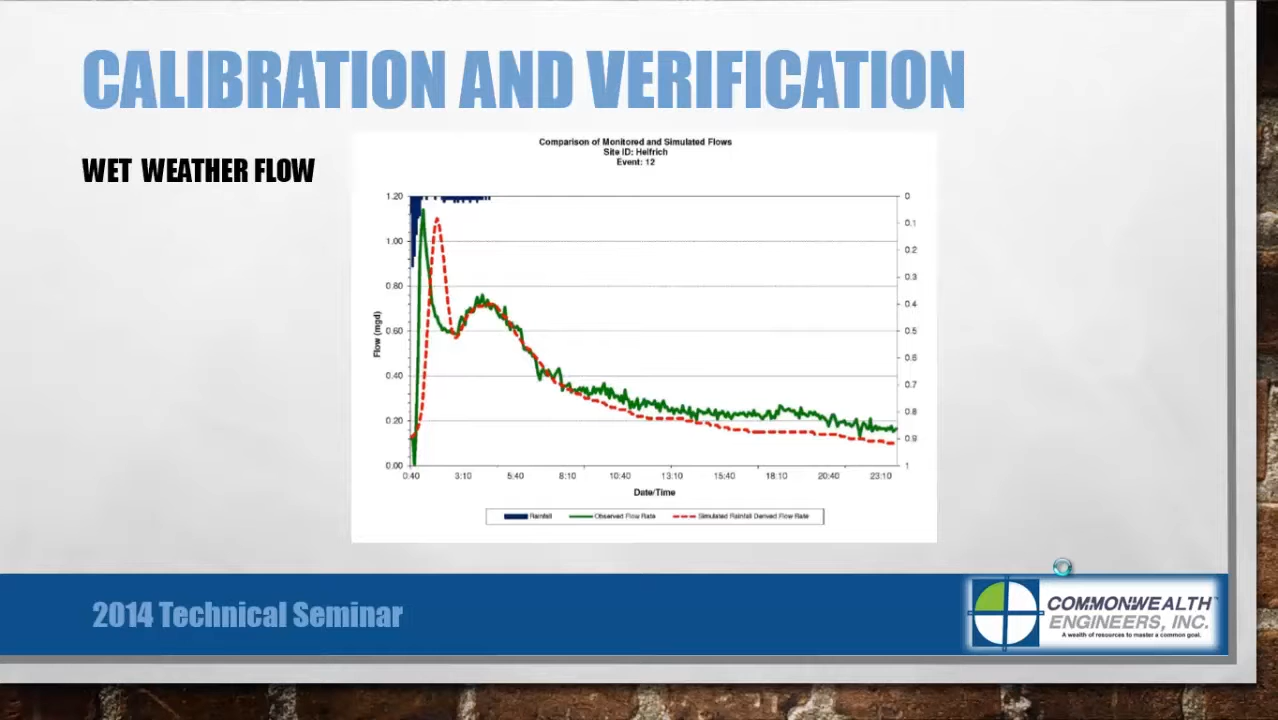 CALIBRATION AND VERIFICATION
WET WEATHER FLOW
Comparison of Monitored and Simulated Flows
Site ID: Helfrich
Event: 12
1.20
1.00
0.80
0.60
0.40
0.20
0.00
Flow (mgd)
0
0.1
0.2
0.3
0.4
0.5
0.6
0.7
0.8
0.9
1
0:40 3:10 5:40 8:10 10:40 13:10 15:40 18:10 20:40 23:10
Date/Time
Rainfall Observed Flow Rate Simulated Rainfall Derived Flow Rate
2014 Technical Seminar
COMMONWEALTH
ENGINEERS, INC.
A wealth of resources to master a common goal.